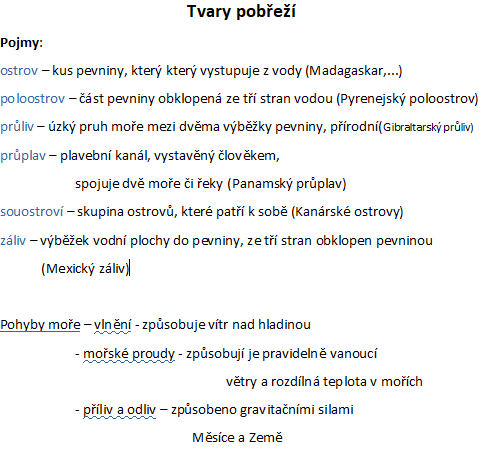 Tvary pobřeží
Pojmy:
ostrov – kus pevniny, který který vystupuje z vody (Madagaskar,...)
poloostrov – část pevniny obklopená ze tří stran vodou (Pyrenejský poloostrov)
průliv – úzký pruh moře mezi dvěma výběžky pevniny, přírodní(Gibraltarský průliv)
průplav – plavební kanál, vystavěný člověkem,
spojuje dvě moře či řeky (Panamský průplav)
souostroví – skupina ostrovů, které patří k sobě (Kanárské ostrovy)
záliv – výběžek vodní plochy do pevniny, ze tří stran obklopen pevninou
(Mexický záliv)
Pohyby moře – vlnění - způsobuje vítr nad hladinou
- mořské proudy - způsobují je pravidelně vanoucí
větry a rozdílná teplota v mořích
- příliv a odliv – způsobeno gravitačními silami
Měsíce a Země